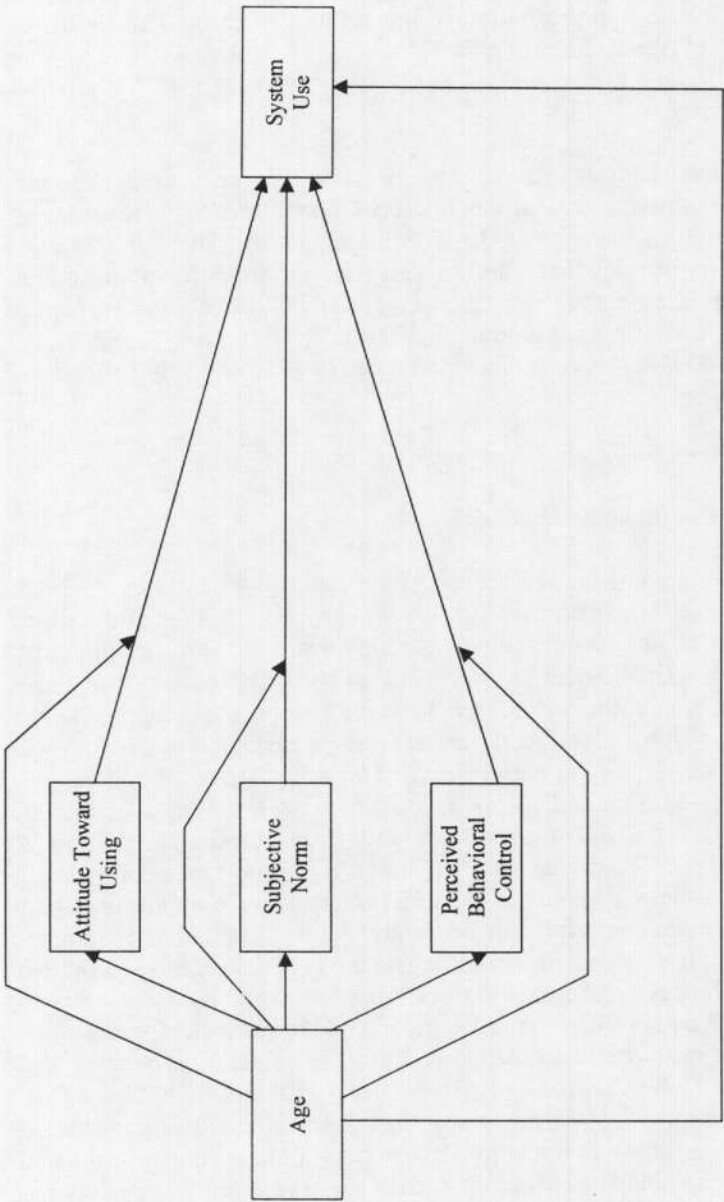 Age
Attitude Toward
Using
Subjective
Norm
Perceived
Behavioral
Control
System
Use